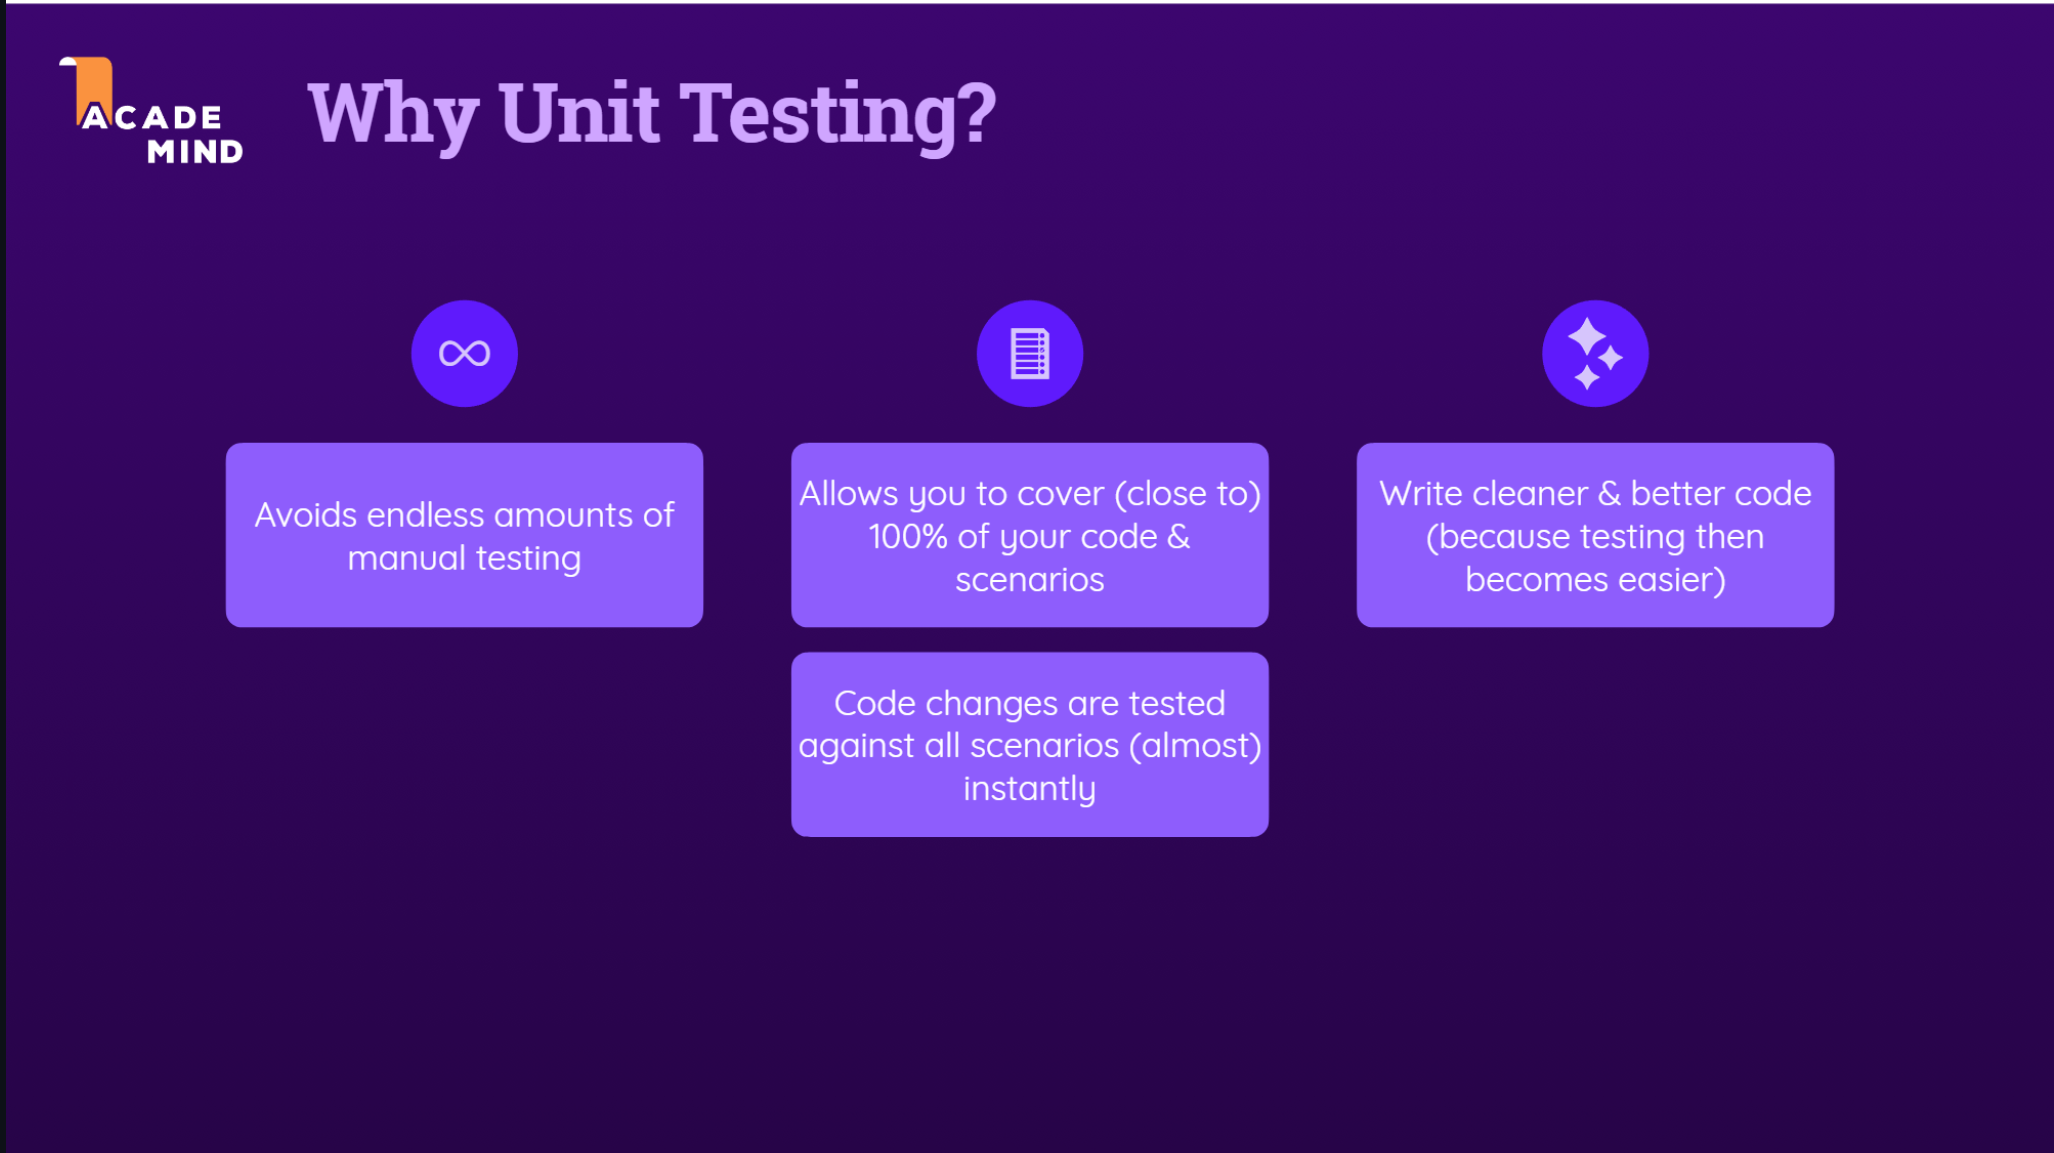 ACADE
MIND
Why Unit Testing?
Avoids endless amounts of
manual testing
Allows you to cover (close to)
100% of your code &
scenarios
Code changes are tested
against all scenarios (almost)
instantly
Write cleaner & better code
(because testing then
becomes easier)